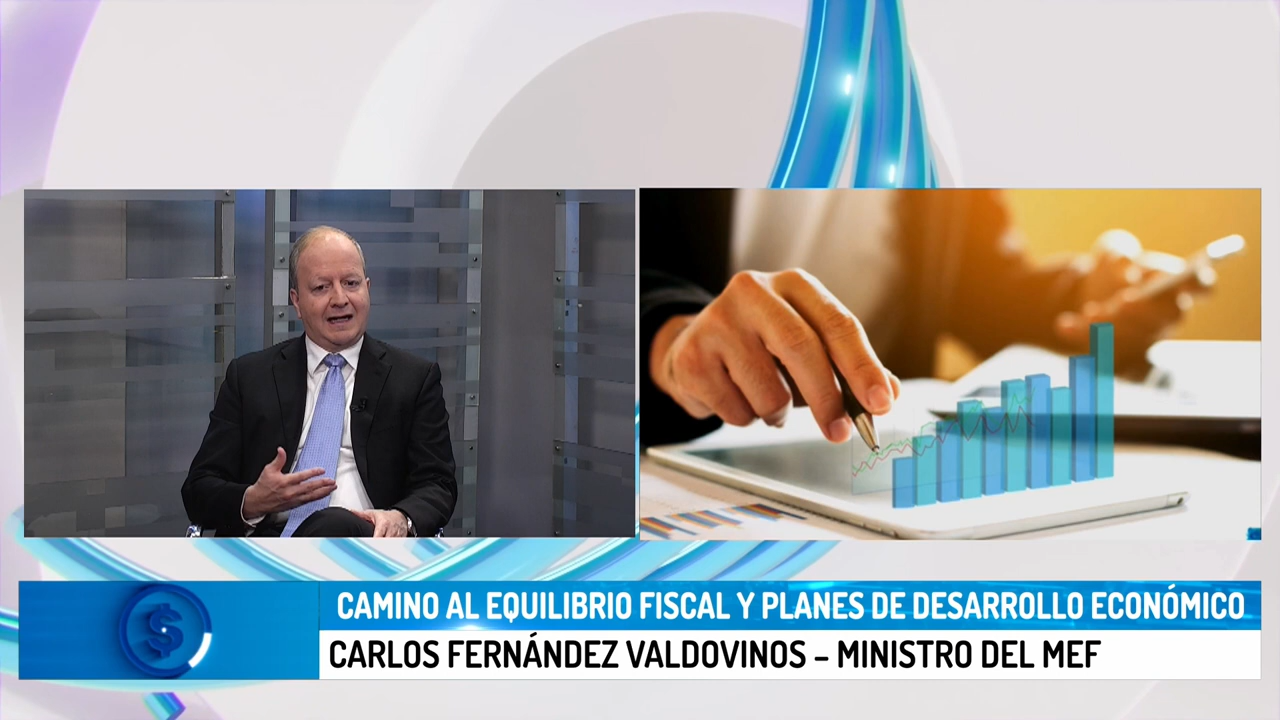 CAMINO AL EQUILIBRIO FISCAL Y PLANES DE DESARROLLO ECONÓMICO
$
CARLOS FERNÁNDEZ VALDOVINOS – MINISTRO DEL MEF